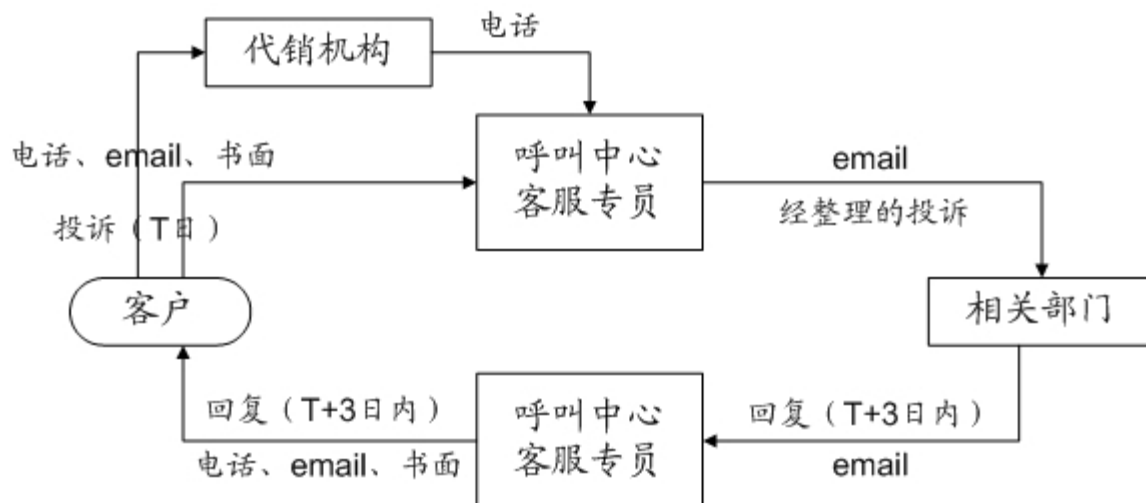 电话
代销机构
呼叫中心
客服专员
电话、email、书面
email
经整理的投诉
投诉（T日）
客户
相关部门
回复（T+3日内）
呼叫中心
客服专员
回复（T+3日内）
电话、email、书面
email